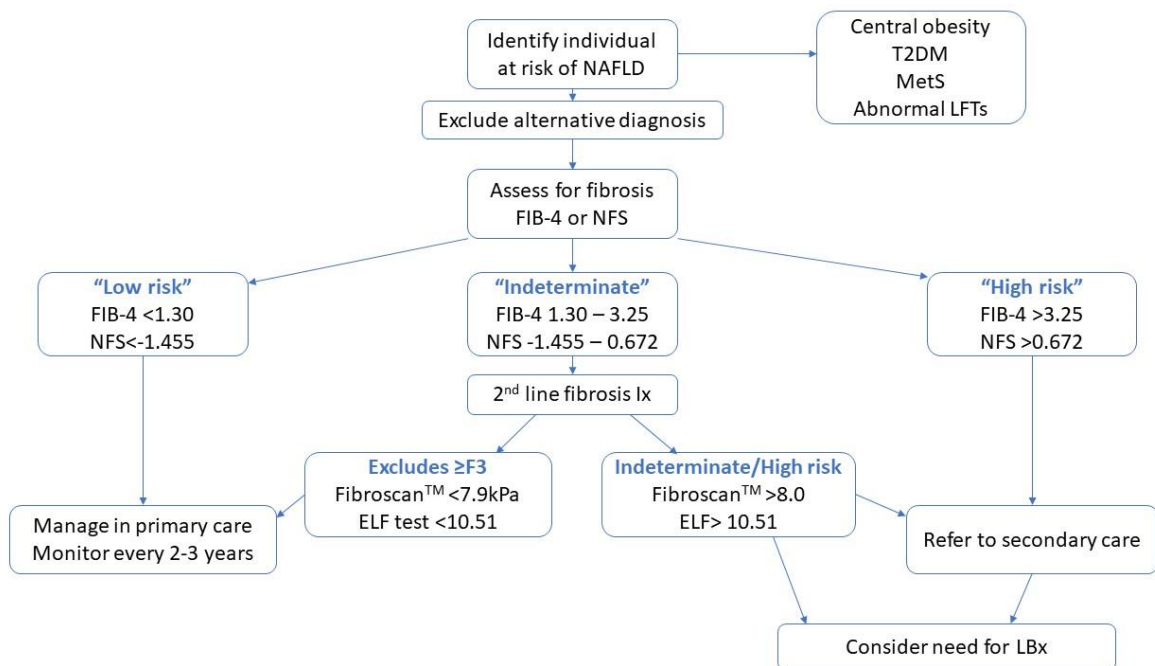 Identify individual
at risk of NAFLD
Central obesity
T2DM
MetS
Abnormal LFTs
Exclude alternative diagnosis
Assess for fibrosis
FIB-4 or NFS
“Low risk”
FIB-4 <1.30
NFS<-1.455
“Indeterminate”
FIB-4 1.30 – 3.25
NFS -1.455 – 0.672
“High risk”
FIB-4 >3.25
NFS >0.672
2nd line fibrosis Ix
Excludes ≥F3
Fibroscan™ <7.9kPa
ELF test <10.51
Indeterminate/High risk
Fibroscan™ >8.0
ELF> 10.51
Manage in primary care
Monitor every 2-3 years
Refer to secondary care
Consider need for LBx